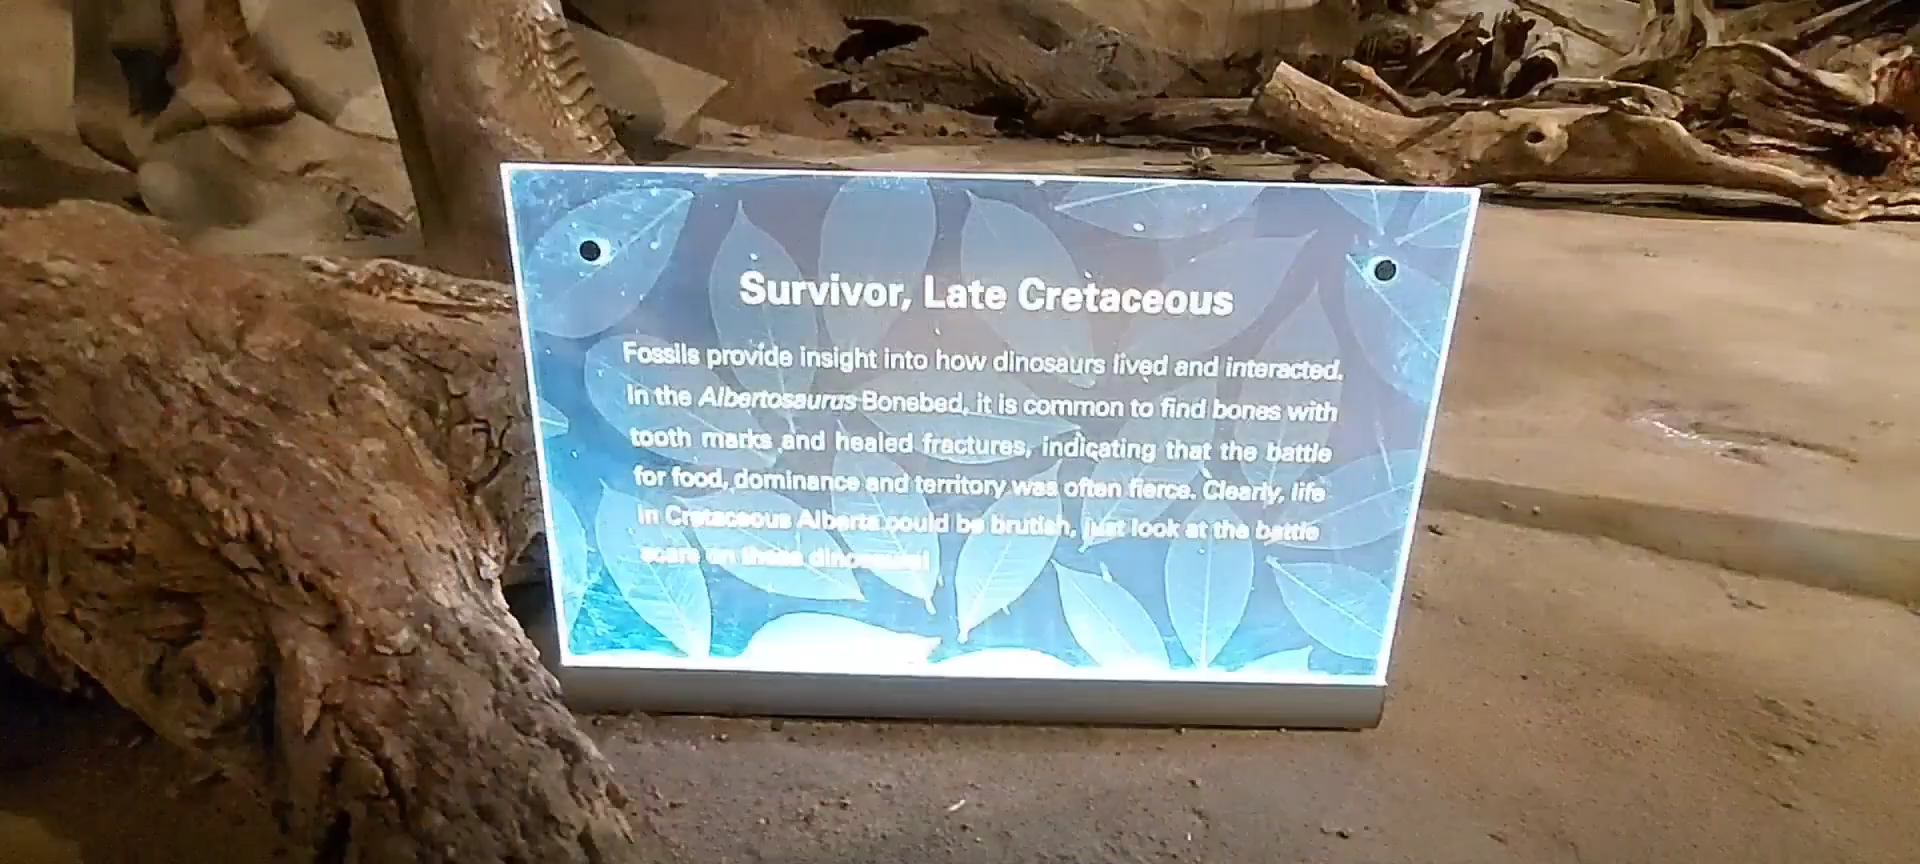 Survivor, Late Cretaceous
Fossils provide insight into how dinosaurs lived and interacted.
In the Albertosaurus Bonebed, it is common to find bones with
tooth marks and healed fractures, indicating that the battle
for food, dominance and territory was often fierce. Clearly, life
in Cretaceous Alberta could be brutish, just look at the battle
scars on these dinosaurs!